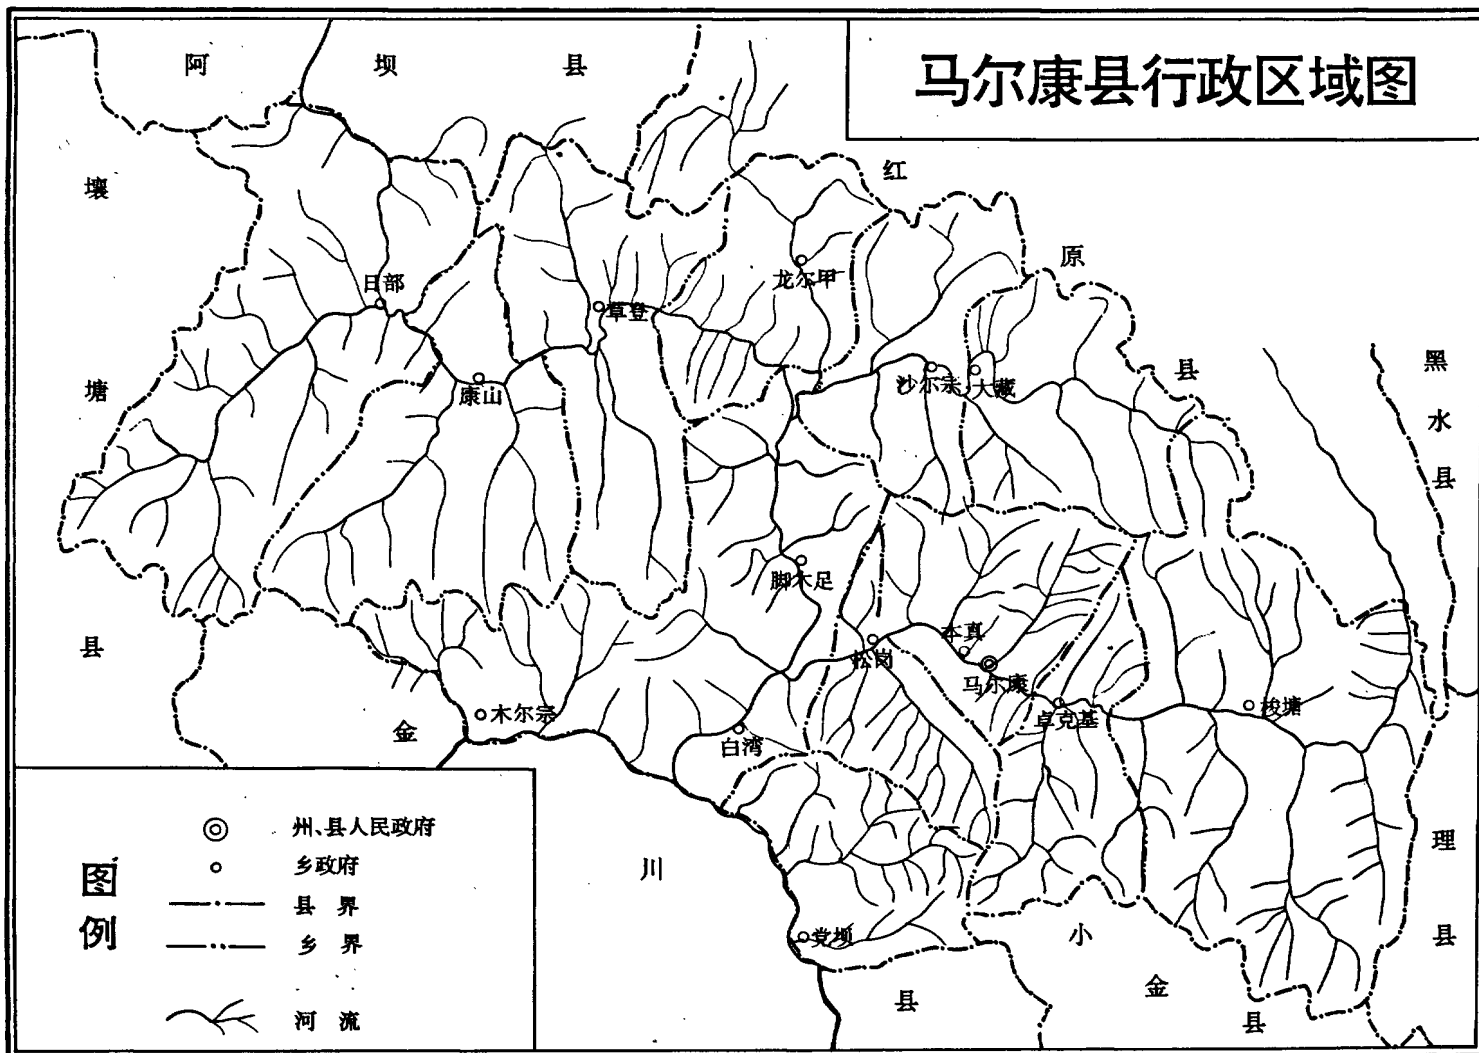 马尔康县行政区域图
阿坝县
壤塘县
红原县
黑水县
理县
小金县
金川县
日部
草登
龙尔甲
康山
沙尔宗
大藏
脚木足
本真
松岗
马尔康
卓克基
梭塘
木尔宗
白湾
党坝
图例
州、县人民政府
乡政府
县界
乡界
河流